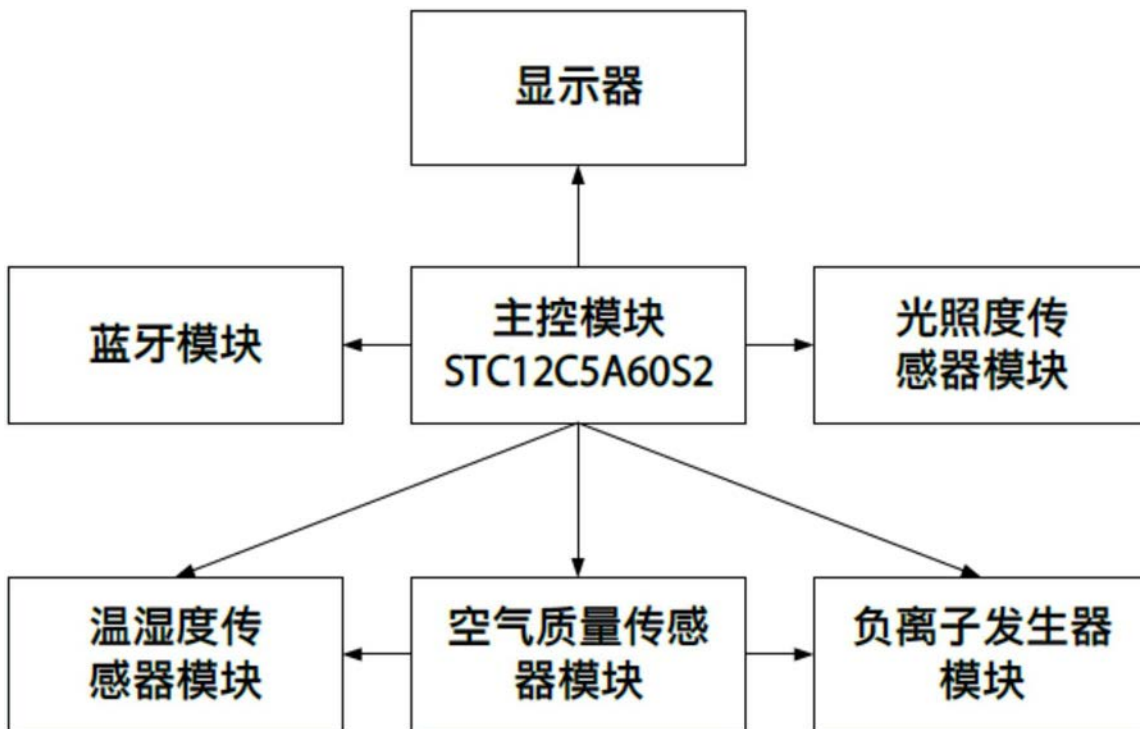 显示器
蓝牙模块
主控模块
STC12C5A60S2
光照度传
感器模块
温湿度传
感器模块
空气质量传感
器模块
负离子发生器
模块